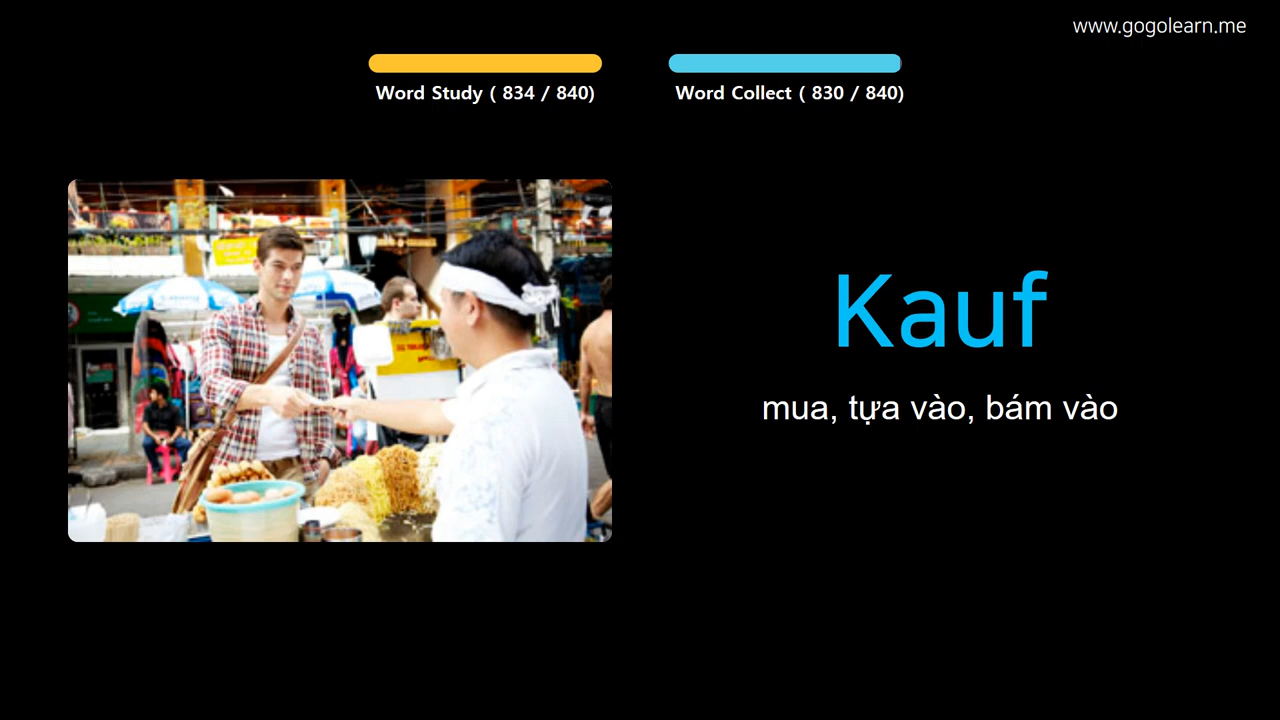 www.gogolearn.me
Word Study ( 834 / 840)
Word Collect ( 830 / 840)
Kauf
mua, tựa vào, bám vào